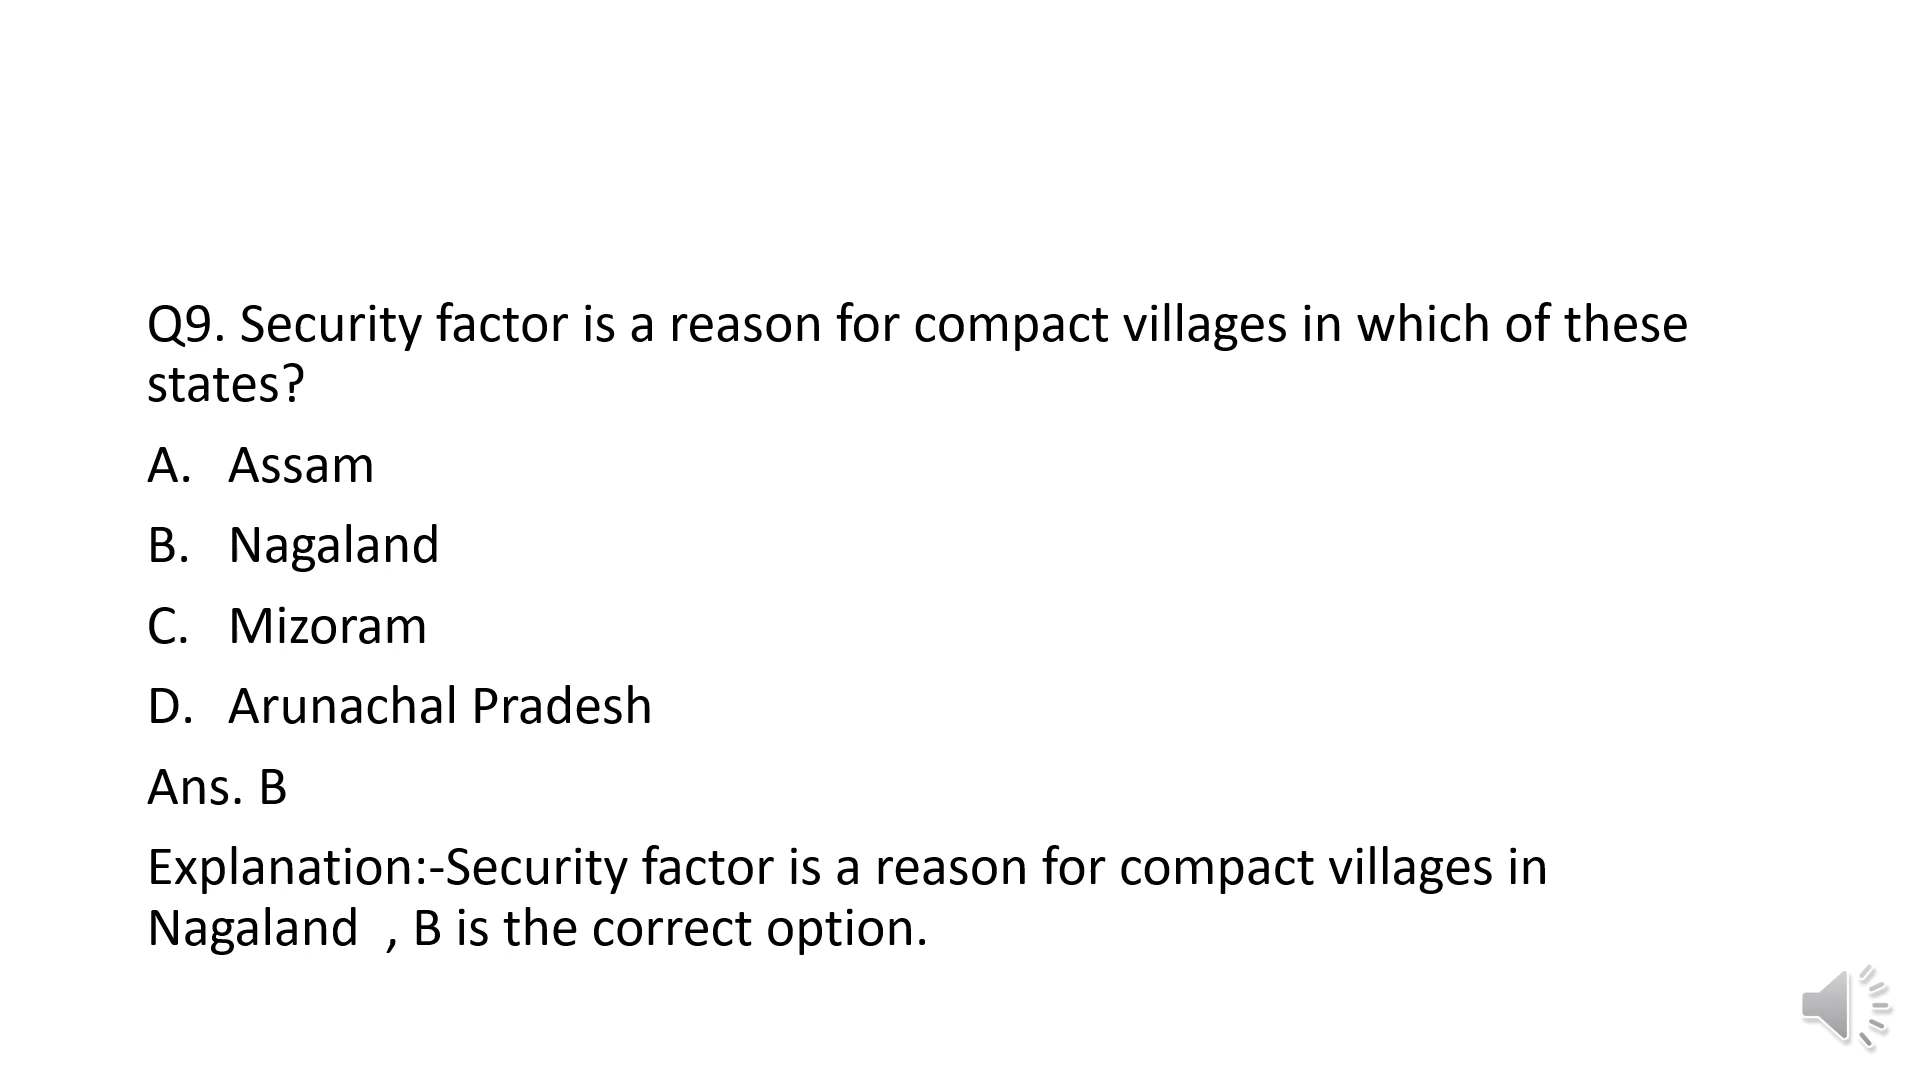 Q9. Security factor is a reason for compact villages in which of these
states?
A. Assam
B. Nagaland
C. Mizoram
D. Arunachal Pradesh
Ans. B
Explanation:-Security factor is a reason for compact villages in
Nagaland  , B is the correct option.